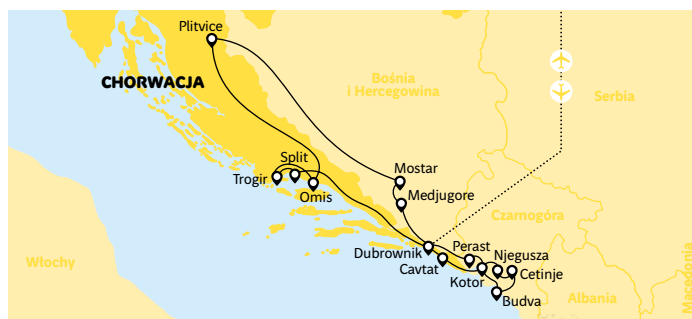 Plitvice
CHORWACJA
Bośnia
i Hercegowina
Serbia
Split
Trogir
Omis
Mostar
Medjugore
Czarnogóra
Dubrownik
Perast
Njegusza
Cavtat
Cetinje
Kotor
Budva
Włochy
Albania
Macedonia